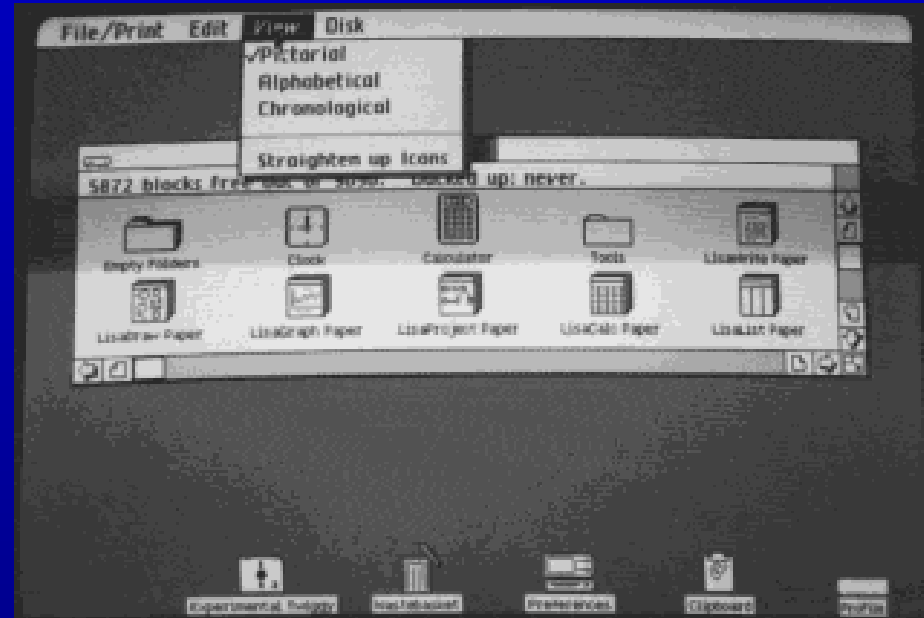 File/Print Edit View Disk
✓Pictorial
Alphabetical
Chronological
Straighten up Icons
5872 blocks free out of backed up: never.
Empty Folders Clock Calculator Tools LisaWrite Paper
LisaDraw Paper LisaGraph Paper LisaProject Paper LisaCalc Paper LisaList Paper
Experimental Twiggy Wastebasket Preferences Clipboard ProFile